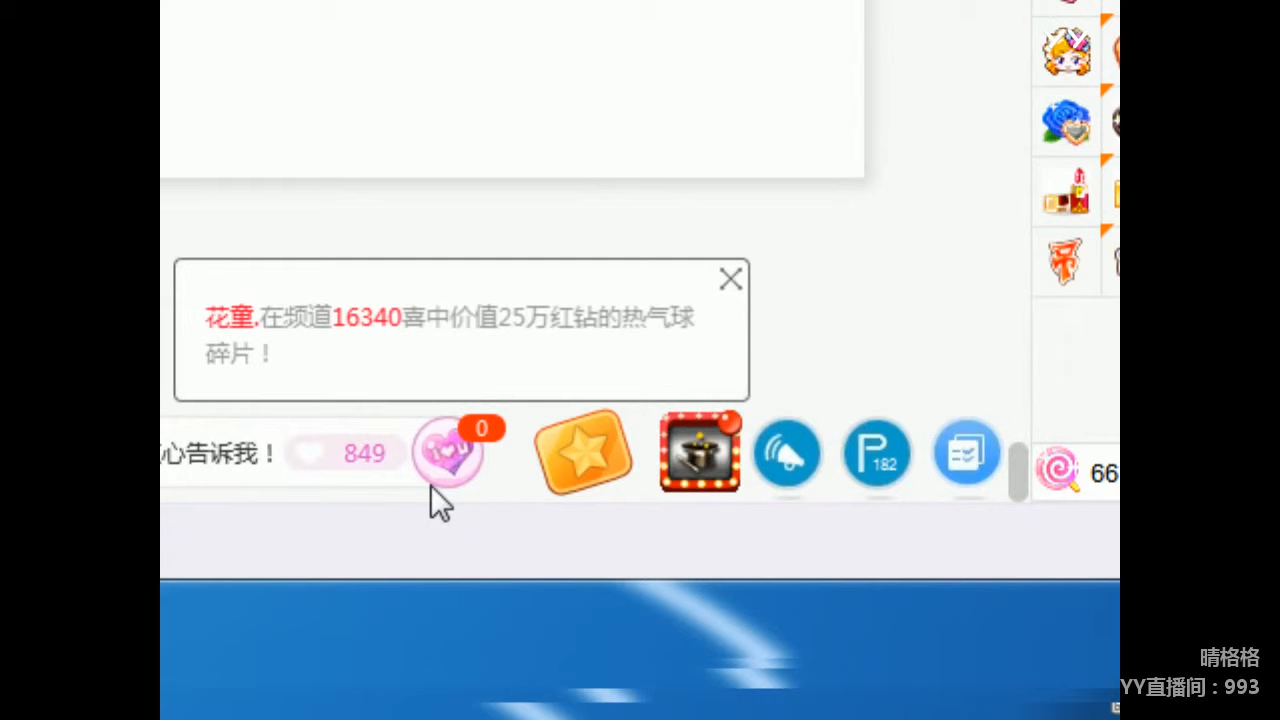 花童.在频道16340喜中价值25万红钻的热气球
碎片！
心告诉我！
849
I U
0
P182
吊
66
晴格格
YY直播间：993